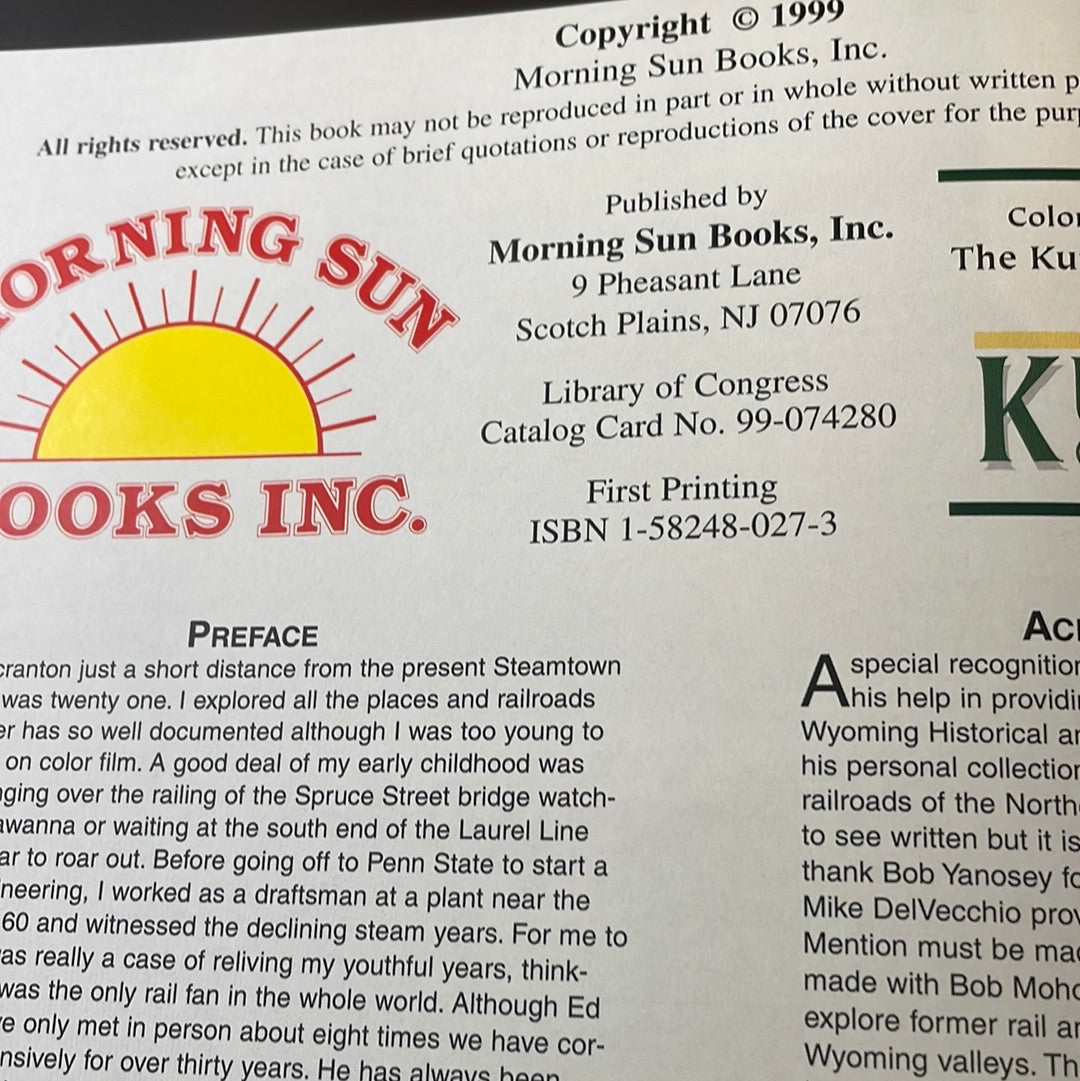 Copyright © 1999
Morning Sun Books, Inc.
All rights reserved. This book may not be reproduced in part or in whole without written p
except in the case of brief quotations or reproductions of the cover for the pur
ORNING SUN
OOKS INC.
Published by
Morning Sun Books, Inc.
9 Pheasant Lane
Scotch Plains, NJ 07076
Library of Congress
Catalog Card No. 99-074280
First Printing
ISBN 1-58248-027-3
Color
The Ku
KU
PREFACE
cranton just a short distance from the present Steamtown
was twenty one. I explored all the places and railroads
er has so well documented although I was too young to
on color film. A good deal of my early childhood was
nging over the railing of the Spruce Street bridge watch-
awanna or waiting at the south end of the Laurel Line
ar to roar out. Before going off to Penn State to start a
neering, I worked as a draftsman at a plant near the
60 and witnessed the declining steam years. For me to
as really a case of reliving my youthful years, think-
was the only rail fan in the whole world. Although Ed
e only met in person about eight times we have cor-
nsively for over thirty years. He has always been
ACK
A special recognition
his help in providi
Wyoming Historical an
his personal collection
railroads of the North
to see written but it is
thank Bob Yanosey fo
Mike DelVecchio prov
Mention must be mad
made with Bob Moho
explore former rail an
Wyoming valleys. Th